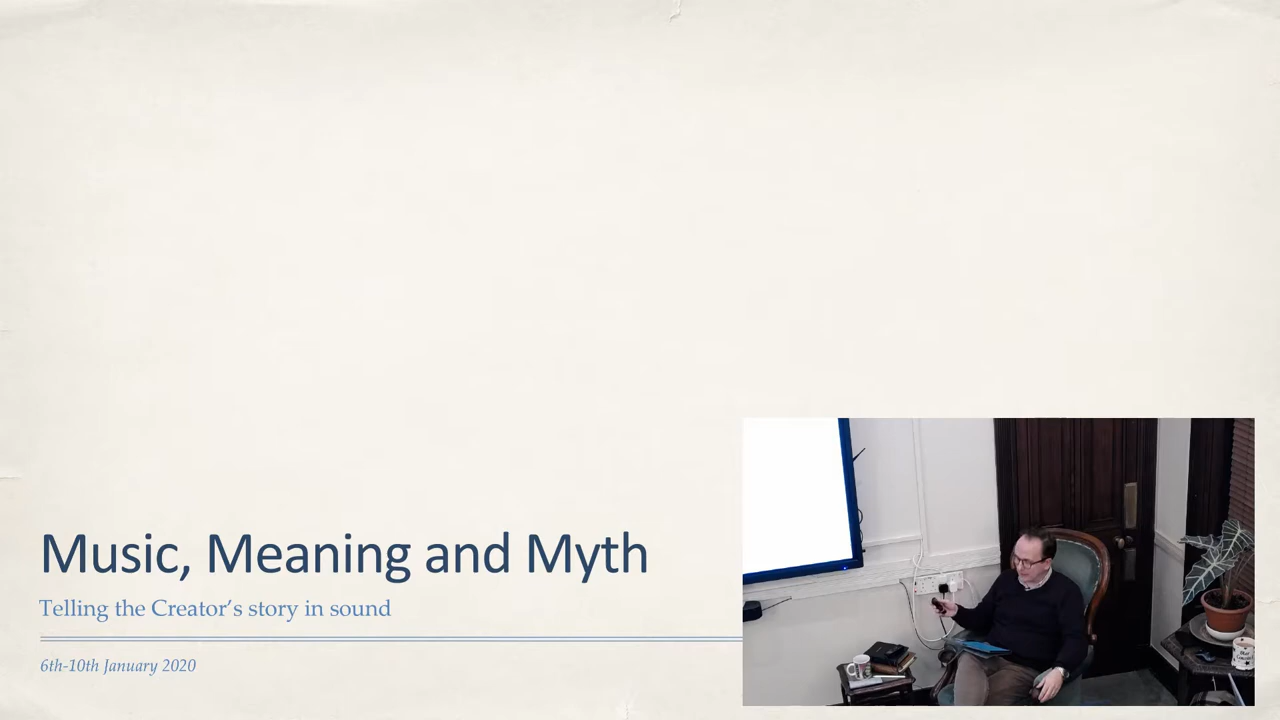 Music, Meaning and Myth
Telling the Creator's story in sound
6th-10th January 2020